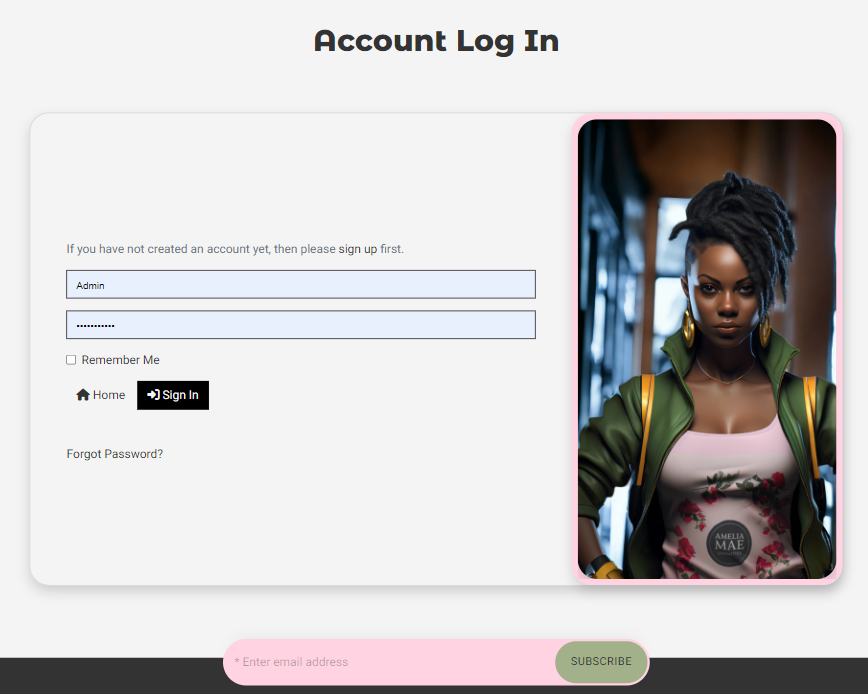 Account Log In
If you have not created an account yet, then please sign up first.
Admin
•••••••••••
Remember Me
Home
Sign In
Forgot Password?
AMELIA
MAE
* Enter email address
SUBSCRIBE